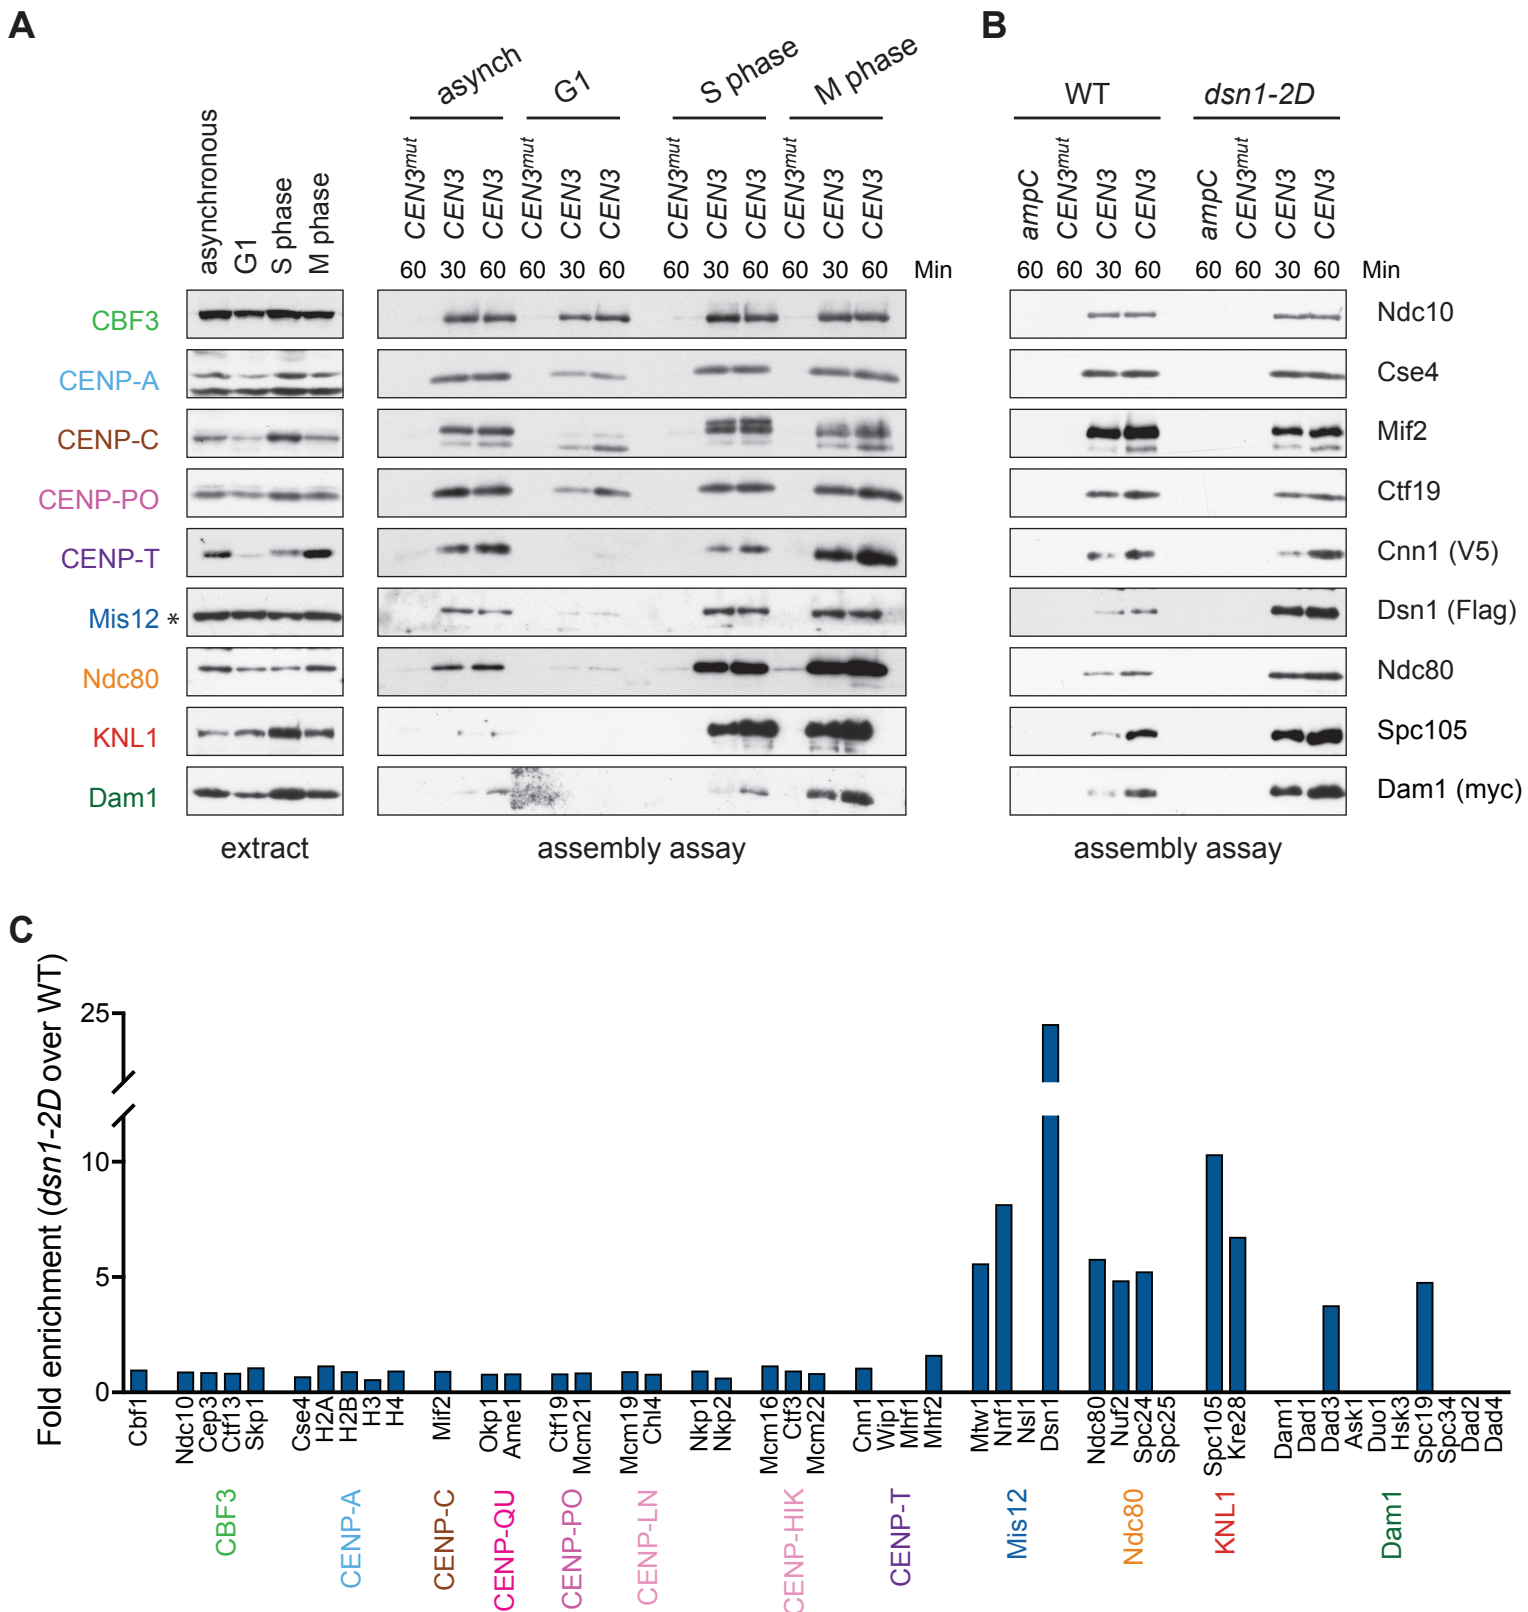 A
asynchronous
G1
S phase
M phase
asynch
G1
S phase
M phase
CEN3mut
CEN3
CEN3
CEN3mut
CEN3
CEN3
CEN3mut
CEN3
CEN3
CEN3mut
CEN3
CEN3
60 30 60 60 30 60 60 30 60 60 30 60 Min
CBF3
CENP-A
CENP-C
CENP-PO
CENP-T
Mis12 *
Ndc80
KNL1
Dam1
extract
assembly assay
B
WT
dsn1-2D
ampC
CEN3mut
CEN3
CEN3
ampC
CEN3mut
CEN3
CEN3
60 60 30 60 60 60 30 60 Min
Ndc10
Cse4
Mif2
Ctf19
Cnn1 (V5)
Dsn1 (Flag)
Ndc80
Spc105
Dam1 (myc)
assembly assay
C
Fold enrichment (dsn1-2D over WT)
25
10
5
0
Cbf1
Ndc10
Cep3
Ctf13
Skp1
Cse4
H2A
H2B
H3
H4
Mif2
Okp1
Ame1
Ctf19
Mcm21
Mcm19
Chl4
Nkp1
Nkp2
Mcm16
Ctf3
Mcm22
Cnn1
Wip1
Mhf1
Mhf2
Mtw1
Nnf1
Nsl1
Dsn1
Ndc80
Nuf2
Spc24
Spc25
Spc105
Kre28
Dam1
Dad1
Dad3
Ask1
Duo1
Hsk3
Spc19
Spc34
Dad2
Dad4
CBF3
CENP-A
CENP-C
CENP-QU
CENP-PO
CENP-LN
CENP-HIK
CENP-T
Mis12
Ndc80
KNL1
Dam1